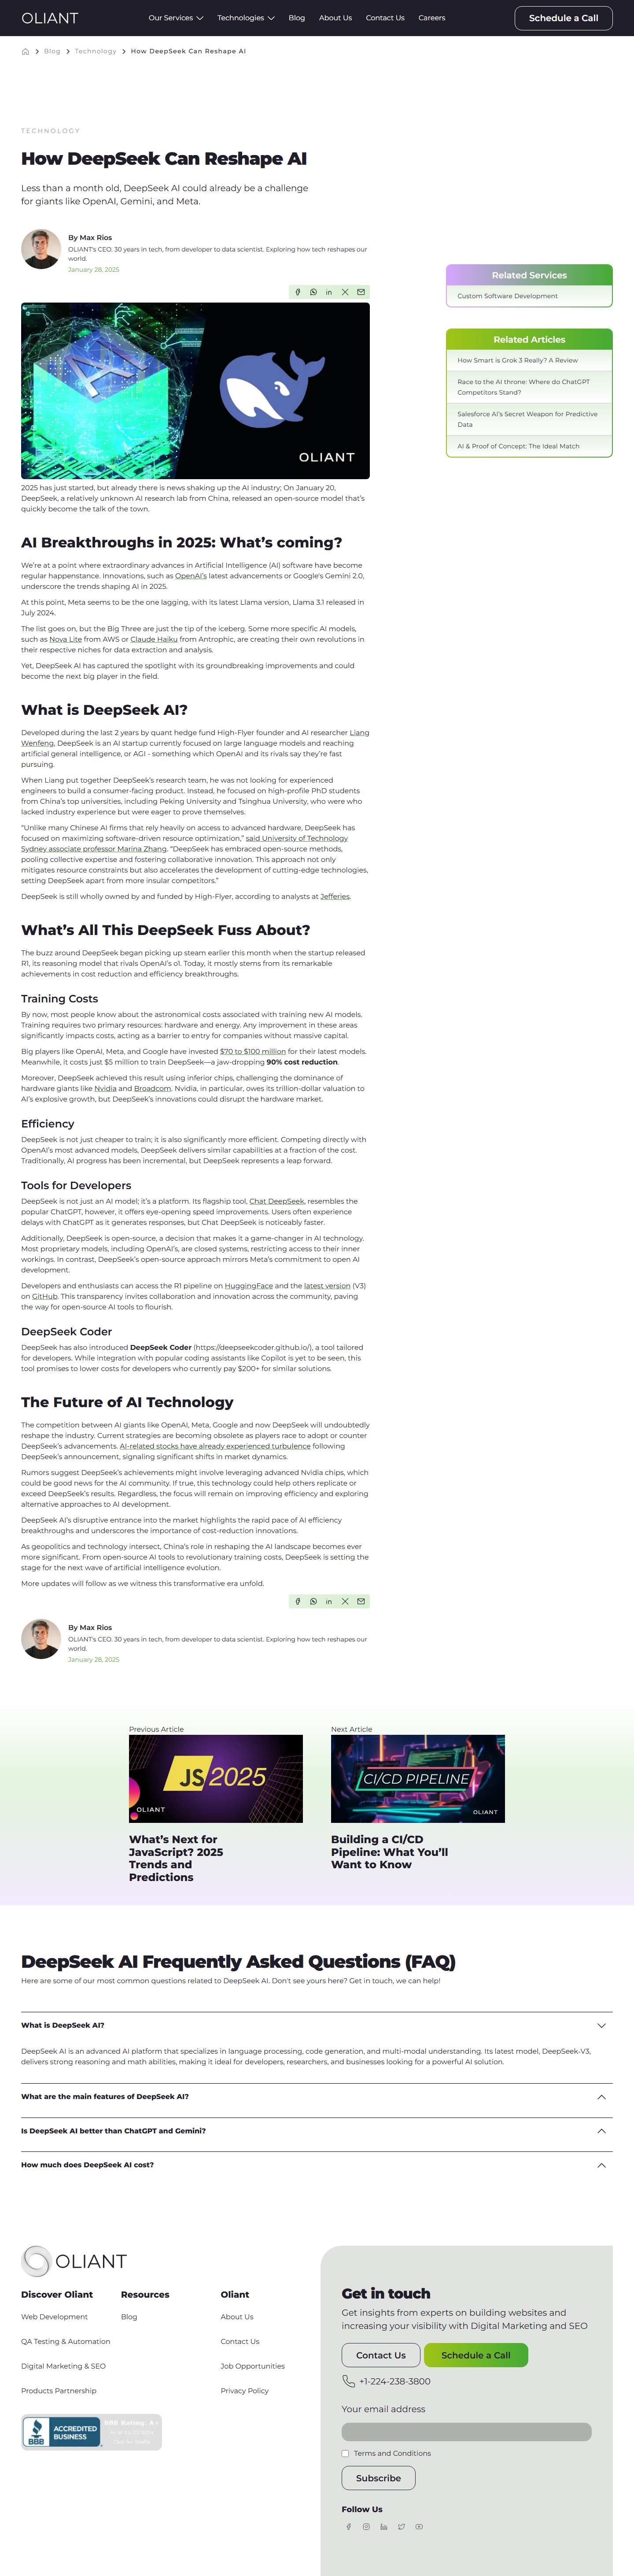 OLIANT
Our Services
Technologies
Blog
About Us
Contact Us
Careers
Schedule a Call
Blog
Technology
How DeepSeek Can Reshape AI
TECHNOLOGY
How DeepSeek Can Reshape AI
Less than a month old, DeepSeek AI could already be a challenge
for giants like OpenAI, Gemini, and Meta.
By Max Rios
OLIANT's CEO. 30 years in tech, from developer to data scientist. Exploring how tech reshapes our
world.
January 28, 2025
Related Services
Custom Software Development
Related Articles
How Smart is Grok 3 Really? A Review
Race to the AI throne: Where do ChatGPT
Competitors Stand?
Salesforce AI's Secret Weapon for Predictive
Data
AI & Proof of Concept: The Ideal Match
AI
OLIANT
2025 has just started, but already there is news shaking up the AI industry. On January 20,
DeepSeek, a relatively unknown AI research lab from China, released an open-source model that's
quickly become the talk of the town.
AI Breakthroughs in 2025: What's coming?
We're at a point where extraordinary advances in Artificial Intelligence (AI) software have become
regular happenstance. Innovations, such as OpenAI's latest advancements or Google's Gemini 2.0,
underscore the trends shaping AI in 2025.
At this point, Meta seems to be the one lagging, with its latest Llama version, Llama 3.1 released in
July 2024.
The list goes on, but the Big Three are just the tip of the iceberg. Some more specific AI models,
such as Nova Lite from AWS or Claude Haiku from Antrophic, are creating their own revolutions in
their respective niches for data extraction and analysis.
Yet, DeepSeek AI has captured the spotlight with its groundbreaking improvements and could
become the next big player in the field.
What is DeepSeek AI?
Developed during the last 2 years by quant hedge fund High-Flyer founder and AI researcher Liang
Wenfeng, DeepSeek is an AI startup currently focused on large language models and reaching
artificial general intelligence, or AGI - something which OpenAI and its rivals say they're fast
pursuing.
When Liang put together DeepSeek's research team, he was not looking for experienced
engineers to build a consumer-facing product. Instead, he focused on high-profile PhD students
from China's top universities, including Peking University and Tsinghua University, who were who
lacked industry experience but were eager to prove themselves.
"Unlike many Chinese AI firms that rely heavily on access to advanced hardware, DeepSeek has
focused on maximizing software-driven resource optimization," said University of Technology
Sydney associate professor Marina Zhang. "DeepSeek has embraced open-source methods,
pooling collective expertise and fostering collaborative innovation. This approach not only
mitigates resource constraints but also accelerates the development of cutting-edge technologies,
setting DeepSeek apart from more insular competitors."
DeepSeek is still wholly owned by and funded by High-Flyer, according to analysts at Jefferies.
What's All This DeepSeek Fuss About?
The buzz around DeepSeek began picking up steam earlier this month when the startup released
R1, its reasoning model that rivals OpenAI's o1. Today, it mostly stems from its remarkable
achievements in cost reduction and efficiency breakthroughs.
Training Costs
By now, most people know about the astronomical costs associated with training new AI models.
Training requires two primary resources: hardware and energy. Any improvement in these areas
significantly impacts costs, acting as a barrier to entry for companies without massive capital.
Big players like OpenAI, Meta, and Google have invested $70 to $100 million for their latest models.
Meanwhile, it costs just $5 million to train DeepSeek—a jaw-dropping 90% cost reduction.
Moreover, DeepSeek achieved this result using inferior chips, challenging the dominance of
hardware giants like Nvidia and Broadcom. Nvidia, in particular, owes its trillion-dollar valuation to
AI's explosive growth, but DeepSeek's innovations could disrupt the hardware market.
Efficiency
DeepSeek is not just cheaper to train; it is also significantly more efficient. Competing directly with
OpenAI's most advanced models, DeepSeek delivers similar capabilities at a fraction of the cost.
Traditionally, AI progress has been incremental, but DeepSeek represents a leap forward.
Tools for Developers
DeepSeek is not just an AI model; it's a platform. Its flagship tool, Chat DeepSeek, resembles the
popular ChatGPT, however, it offers eye-opening speed improvements. Users often experience
delays with ChatGPT as it generates responses, but Chat DeepSeek is noticeably faster.
Additionally, DeepSeek is open-source, a decision that makes it a game-changer in AI technology.
Most proprietary models, including OpenAI's, are closed systems, restricting access to their inner
workings. In contrast, DeepSeek's open-source approach mirrors Meta's commitment to open AI
development.
Developers and enthusiasts can access the R1 pipeline on HuggingFace and the latest version (V3)
on GitHub. This transparency invites collaboration and innovation across the community, paving
the way for open-source AI tools to flourish.
DeepSeek Coder
DeepSeek has also introduced DeepSeek Coder (https://deepseekcoder.github.io/), a tool tailored
for developers. While integration with popular coding assistants like Copilot is yet to be seen, this
tool promises to lower costs for developers who currently pay $200+ for similar solutions.
The Future of AI Technology
The competition between AI giants like OpenAI, Meta, Google and now DeepSeek will undoubtedly
reshape the industry. Current strategies are becoming obsolete as players race to adopt or counter
DeepSeek's advancements. AI-related stocks have already experienced turbulence following
DeepSeek's announcement, signaling significant shifts in market dynamics.
Rumors suggest DeepSeek's achievements might involve leveraging advanced Nvidia chips, which
could be good news for the AI community. If true, this technology could help others replicate or
exceed DeepSeek's results. Regardless, the focus will remain on improving efficiency and exploring
alternative approaches to AI development.
DeepSeek AI's disruptive entrance into the market highlights the rapid pace of AI efficiency
breakthroughs and underscores the importance of cost-reduction innovations.
As geopolitics and technology intersect, China's role in reshaping the AI landscape becomes ever
more significant. From open-source AI tools to revolutionary training costs, DeepSeek is setting the
stage for the next wave of artificial intelligence evolution.
More updates will follow as we witness this transformative era unfold.
By Max Rios
OLIANT's CEO. 30 years in tech, from developer to data scientist. Exploring how tech reshapes our
world.
January 28, 2025
Previous Article
JS 2025
OLIANT
What's Next for
JavaScript? 2025
Trends and
Predictions
Next Article
CI/CD PIPELINE
OLIANT
Building a CI/CD
Pipeline: What You'll
Want to Know
DeepSeek AI Frequently Asked Questions (FAQ)
Here are some of our most common questions related to DeepSeek AI. Don't see yours here? Get in touch, we can help!
What is DeepSeek AI?
DeepSeek AI is an advanced AI platform that specializes in language processing, code generation, and multi-modal understanding. Its latest model, DeepSeek-V3,
delivers strong reasoning and math abilities, making it ideal for developers, researchers, and businesses looking for a powerful AI solution.
What are the main features of DeepSeek AI?
Is DeepSeek AI better than ChatGPT and Gemini?
How much does DeepSeek AI cost?
OLIANT
Discover Oliant
Web Development
QA Testing & Automation
Digital Marketing & SEO
Products Partnership
Resources
Blog
Oliant
About Us
Contact Us
Job Opportunities
Privacy Policy
BBB
ACCREDITED
BUSINESS
BBB Rating: A-
Get in touch
Get insights from experts on building websites and
increasing your visibility with Digital Marketing and SEO
Contact Us
Schedule a Call
+1-224-238-3800
Your email address
Terms and Conditions
Subscribe
Follow Us